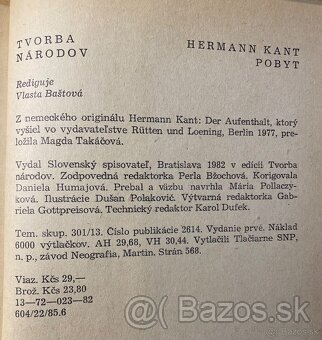 TVORBA
NÁRODOV
HERMANN KANT
POBYT
Rediguje
Vlasta Baštová
Z nemeckého originálu Hermann Kant: Der Aufenthalt, ktorý
vyšiel vo vydavateľstve Rütten und Loening, Berlin 1977, pre-
ložila Magda Takáčová.
Vydal Slovenský spisovateľ, Bratislava 1982 v edícii Tvorba
národov. Zodpovedná redaktorka Perla Bžochová. Korigovala
Daniela Humajová. Prebal a väzbu navrhla Mária Pollaczy-
ková. Ilustrácie Dušan Polakovič. Výtvarná redaktorka Ga-
briela Gottpreisová. Technický redaktor Karol Dufek.
Tem. skup. 301/13. Číslo publikácie 2614. Vydanie prvé. Náklad
6000 výtlačkov. AH 29,68, VH 30,44. Vytlačili Tlačiarne SNP,
n. p., závod Neografia, Martin. Strán 568.
Viaz. Kčs 29,—
Brož. Kčs 23,80
13—72—023—82
604/22/85.6
© Bazos.sk